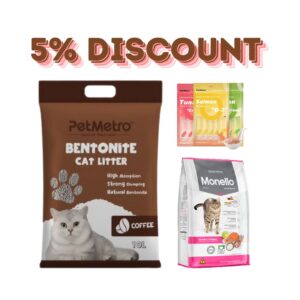 5% DISCOUNT
PetMetro
BENTONITE
CAT LITTER
High Absorption
Strong Clumping
Natural Bentonite
COFFEE
10L
Tuna
Salmon
Monello